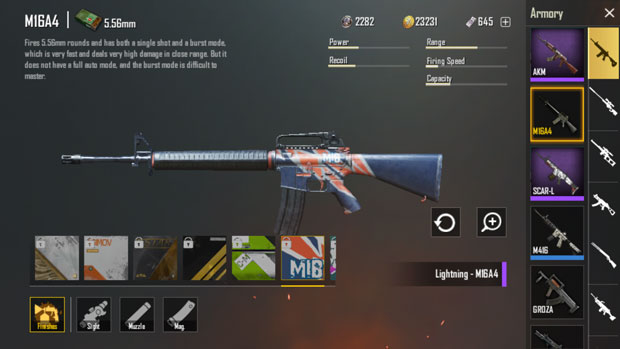 M16A4
5.56mm
2282
23231
645
Armory
Fires 5.56mm rounds and has both a single shot and a burst mode,
which is very fast and deals very high damage in close range. But it
does not have a full auto mode, and the burst mode is difficult to
master.
Power
Range
Recoil
Firing Speed
Capacity
AKM
M16A4
SCAR-L
M416
GROZA
M16
M16
Lightning - M16A4
Finishes
Sight
Muzzle
Mag.